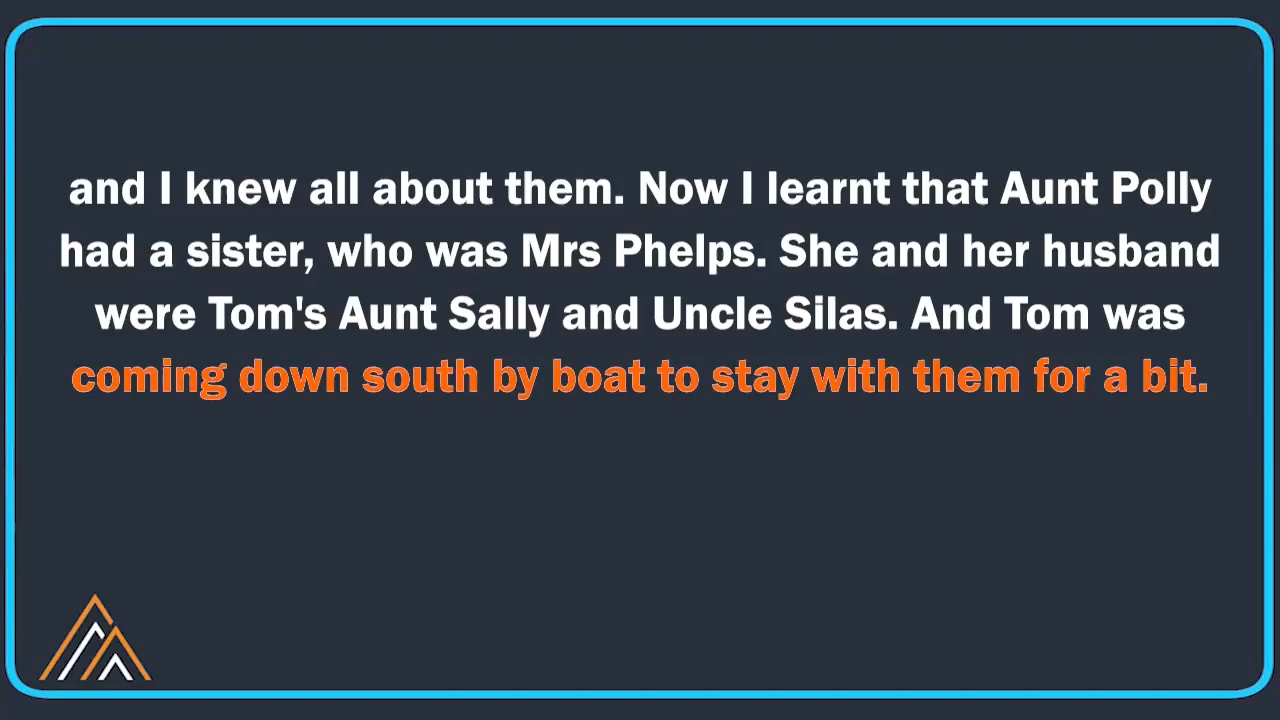 and I knew all about them. Now I learnt that Aunt Polly
had a sister, who was Mrs Phelps. She and her husband
were Tom's Aunt Sally and Uncle Silas. And Tom was
coming down south by boat to stay with them for a bit.